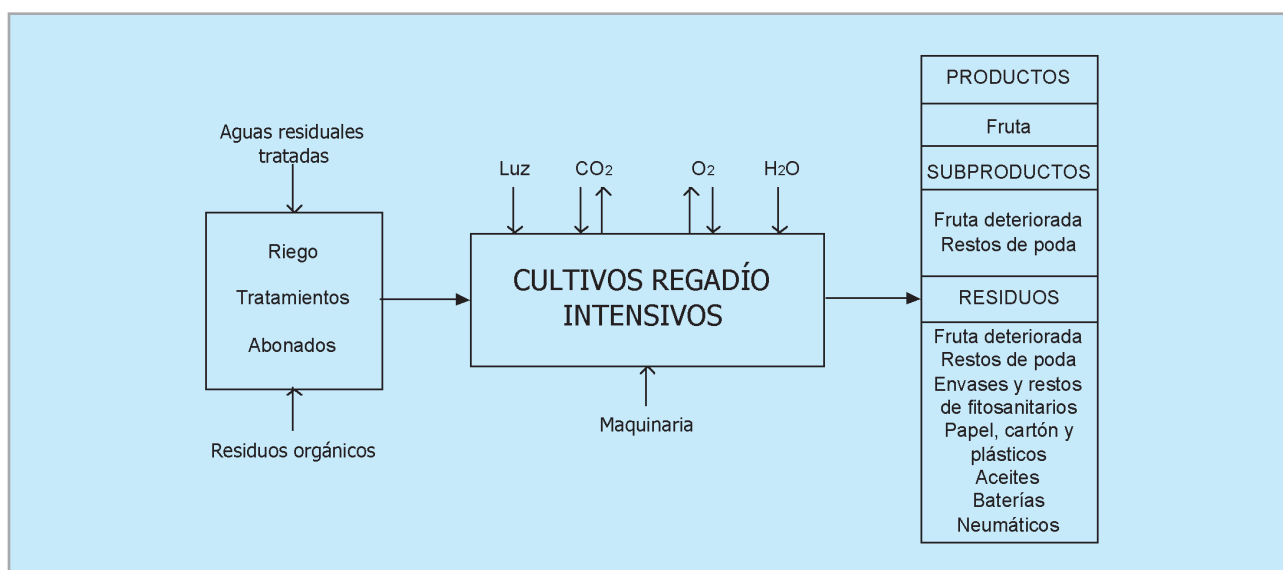 Aguas residuales
tratadas
Riego
Tratamientos
Abonados
Residuos orgánicos
Luz
CO2
O2
H2O
CULTIVOS REGADÍO
INTENSIVOS
Maquinaria
PRODUCTOS
Fruta
SUBPRODUCTOS
Fruta deteriorada
Restos de poda
RESIDUOS
Fruta deteriorada
Restos de poda
Envases y restos
de fitosanitarios
Papel, cartón y
plásticos
Aceites
Baterías
Neumáticos